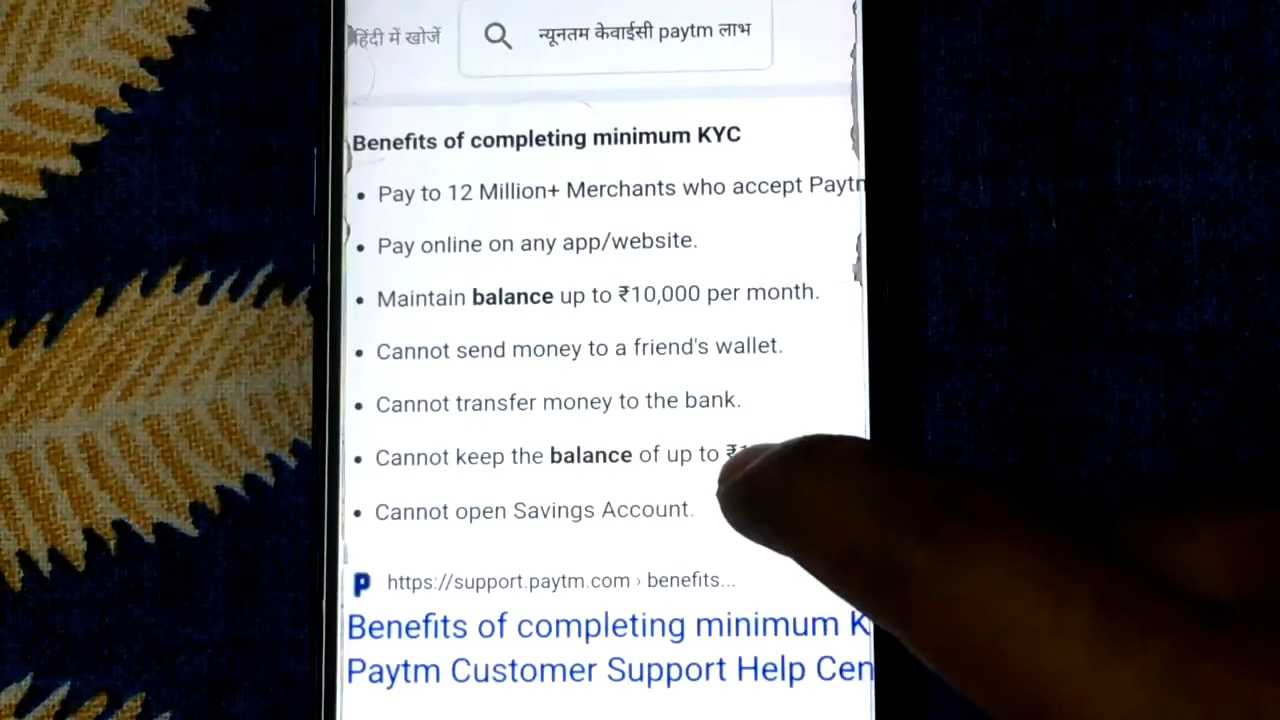 हिंदी में खोजें
न्यूनतम केवाईसी paytm लाभ
Benefits of completing minimum KYC
• Pay to 12 Million+ Merchants who accept
• Pay online on any app/website.
• Maintain balance up to ₹10,000 per month.
• Cannot send money to a friend's wallet.
• Cannot transfer money to the bank.
• Cannot keep the balance of up to
• Cannot open Savings Account.
https://support.paytm.com › benefits...
Benefits of completing minimum
Paytm Customer Support Help